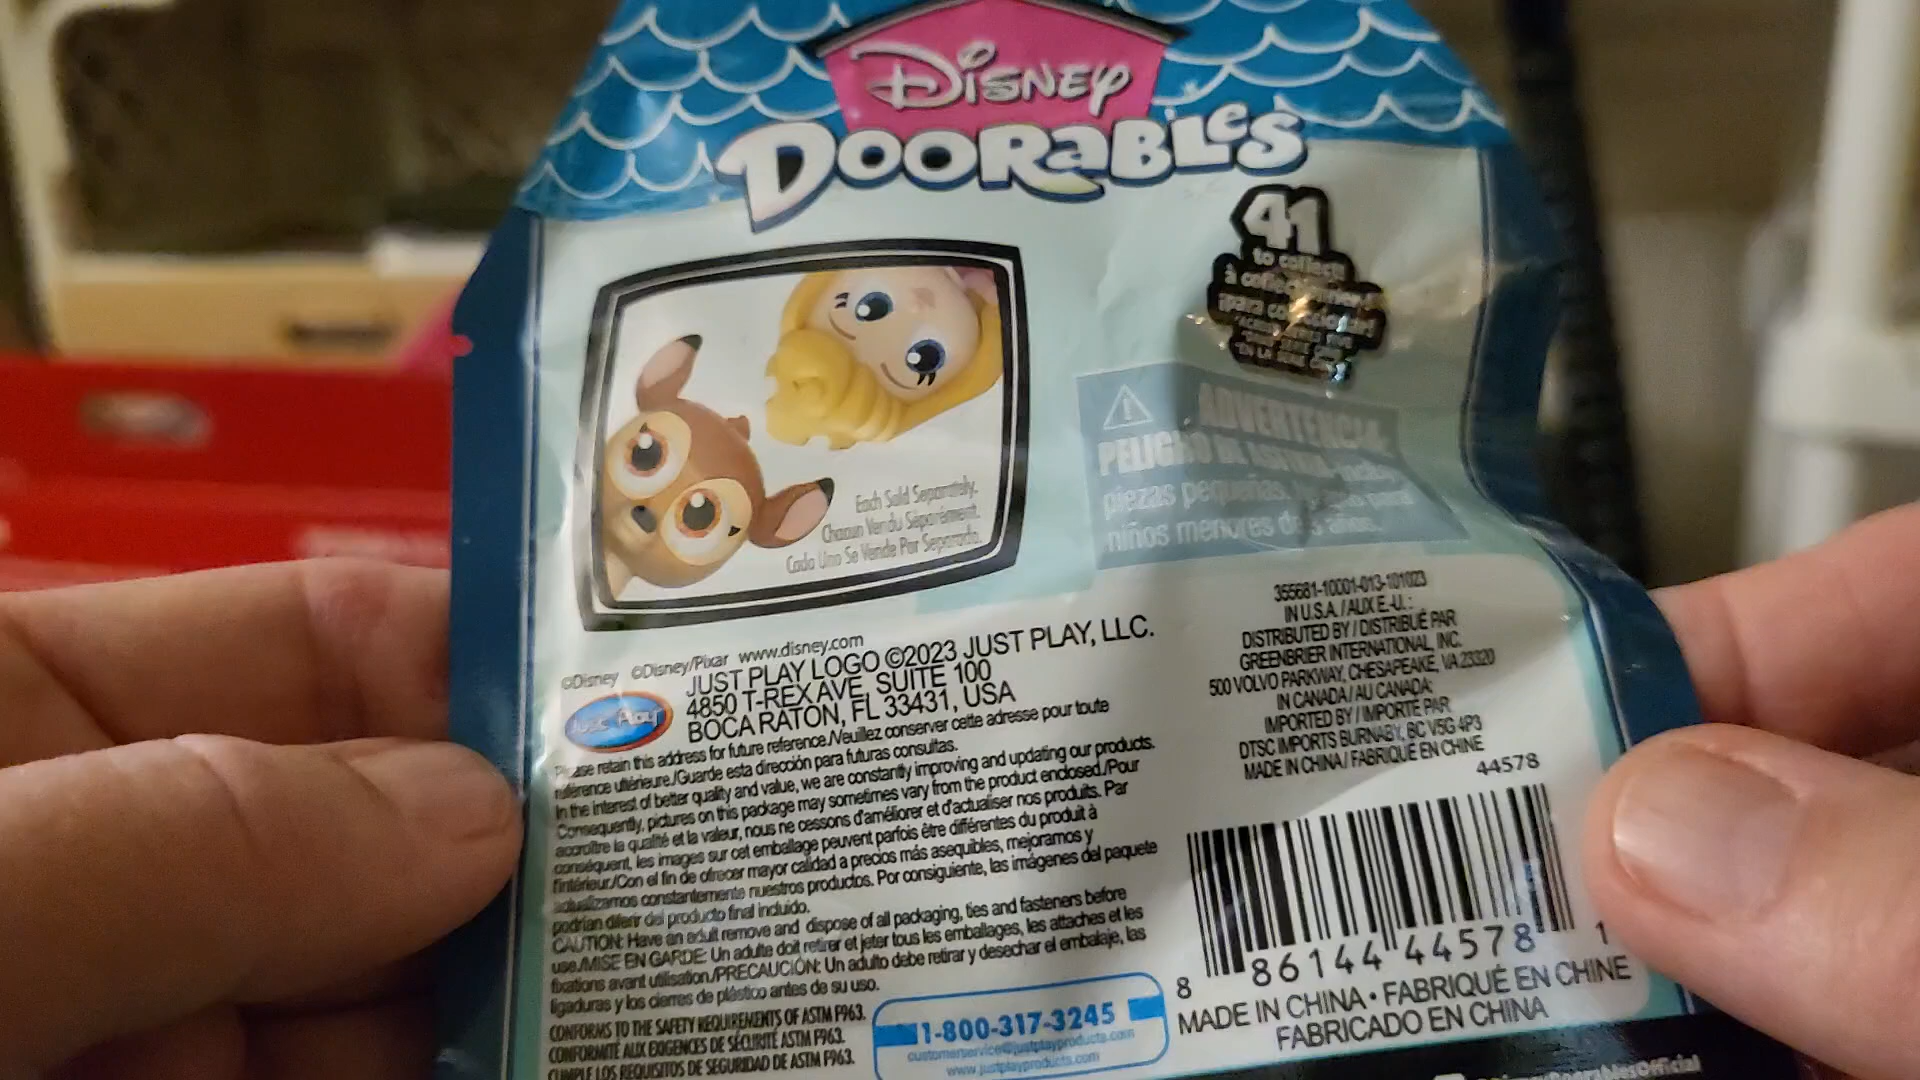 Disney
DOORABLES
41
to collect!
Each Sold Separately.
Chacun Vendu Séparément.
Cada Uno Se Vende Por Separado.
ADVERTENCIA:
PELIGRO DE
piezas pequeñas.
niños menores de 3 años.
©Disney ©Disney/Pixar www.disney.com
JUST PLAY LOGO ©2023 JUST PLAY, LLC.
4850 T-REX AVE, SUITE 100
BOCA RATON, FL 33431, USA
Just Play
Please retain this address for future reference./Veuillez conserver cette adresse pour toute
référence ultérieure./Guarde esta dirección para futuras consultas.
In the interest of better quality and value, we are constantly improving and updating our products.
Consequently, pictures on this package may sometimes vary from the product enclosed./Pour
accroître la qualité et la valeur, nous ne cessons d'améliorer et d'actualiser nos produits. Par
conséquent, les images sur cet emballage peuvent parfois être différentes du produit à
l'intérieur./Con el fin de ofrecer mayor calidad a precios más asequibles, mejoramos y
actualizamos constantemente nuestros productos. Por consiguiente, las imágenes del paquete
podrían diferir del producto final incluido.
CAUTION: Have an adult remove and dispose of all packaging, ties and fasteners before
use./MISE EN GARDE: Un adulte doit retirer et jeter tous les emballages, les attaches et les
fixations avant utilisation/PRECAUCIÓN: Un adulto debe retirar y desechar el embalaje, las
ligaduras y los cierres de plástico antes de su uso.
CONFORMS TO THE SAFETY REQUIREMENTS OF ASTM F963.
CONFORMITÉ AUX EXIGENCES DE SÉCURITÉ ASTM F963.
CUMPLE LOS REQUISITOS DE SEGURIDAD DE ASTM F963.
1-800-317-3245
customerservice@justplayproducts.com
www.justplayproducts.com
355681-10001-013-101023
IN U.S.A. / AUX E.-U. :
DISTRIBUTED BY / DISTRIBUÉ PAR
GREENBRIER INTERNATIONAL, INC.
500 VOLVO PARKWAY, CHESAPEAKE, VA 23320
IN CANADA / AU CANADA:
IMPORTED BY / IMPORTÉ PAR
DTSC IMPORTS BURNABY, BC V5G 4P3
MADE IN CHINA / FABRIQUÉ EN CHINE
44578
8 86144 44578 1
MADE IN CHINA • FABRIQUÉ EN CHINE
FABRICADO EN CHINA